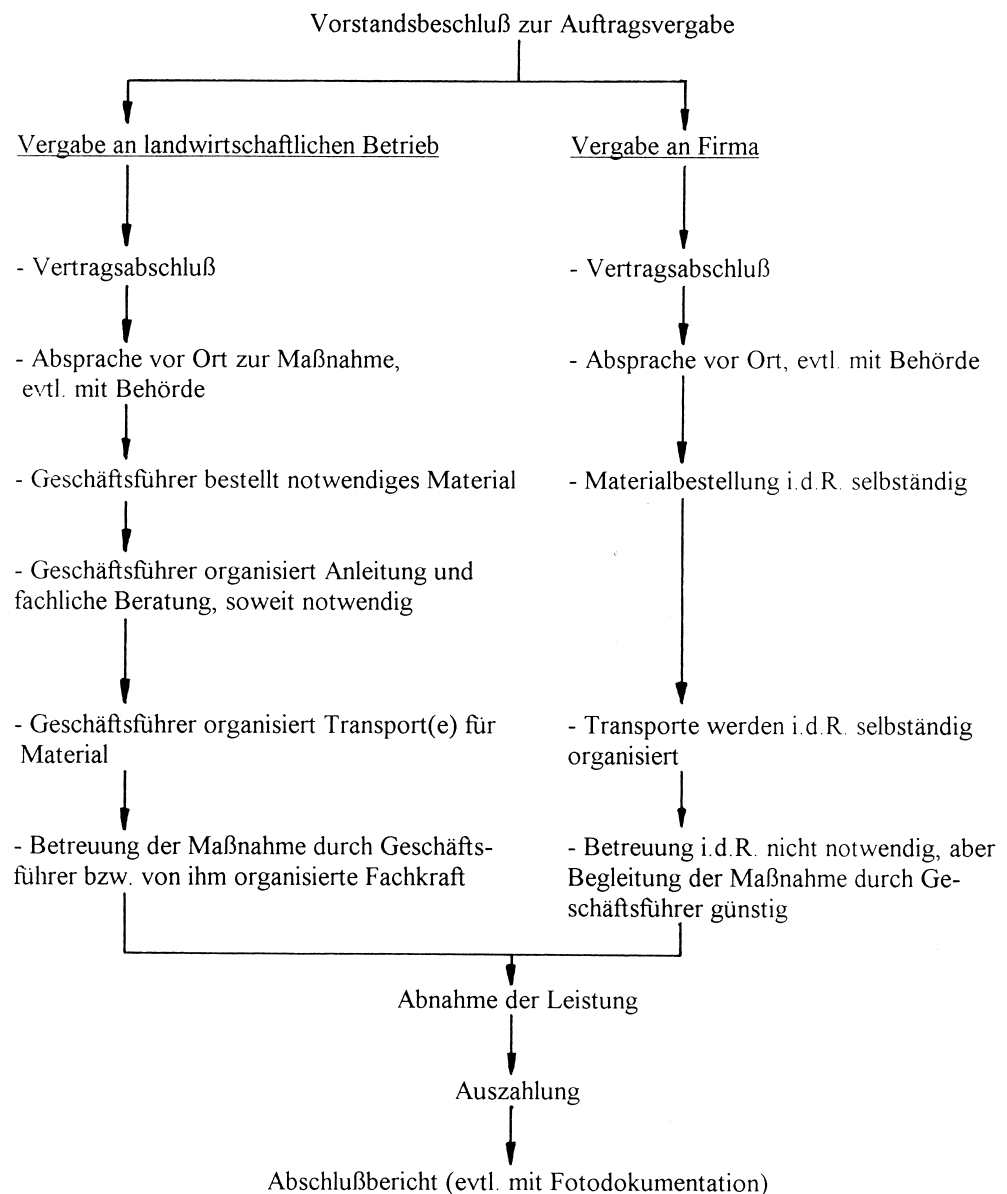 Vorstandsbeschluß zur Auftragsvergabe
Vergabe an landwirtschaftlichen Betrieb
- Vertragsabschluß
- Absprache vor Ort zur Maßnahme,
evtl. mit Behörde
- Geschäftsführer bestellt notwendiges Material
- Geschäftsführer organisiert Anleitung und
fachliche Beratung, soweit notwendig
- Geschäftsführer organisiert Transport(e) für
Material
- Betreuung der Maßnahme durch Geschäfts-
führer bzw. von ihm organisierte Fachkraft
Vergabe an Firma
- Vertragsabschluß
- Absprache vor Ort, evtl. mit Behörde
- Materialbestellung i.d.R. selbständig
- Transporte werden i.d.R. selbständig
organisiert
- Betreuung i.d.R. nicht notwendig, aber
Begleitung der Maßnahme durch Ge-
schäftsführer günstig
Abnahme der Leistung
Auszahlung
Abschlußbericht (evtl. mit Fotodokumentation)